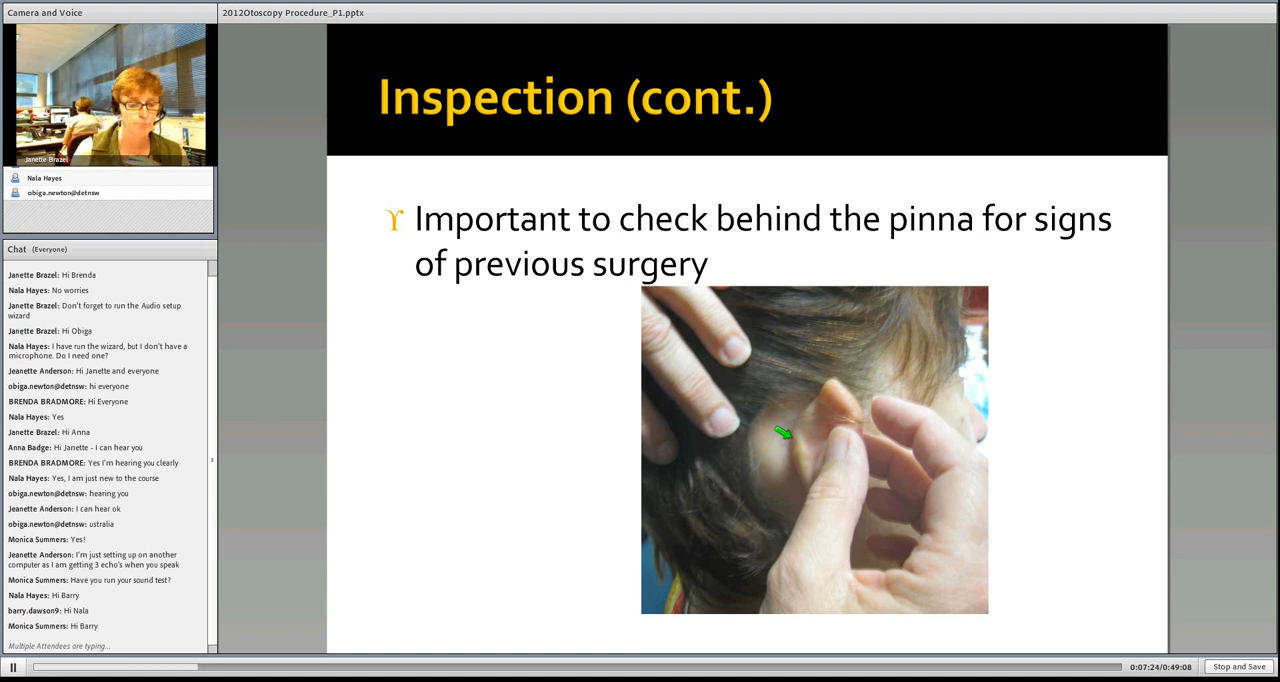 Camera and Voice
2012Otoscopy Procedure_P1.pptx
Janette Brazel
Nala Hayes
obiga.newton@detnsw
Chat (Everyone)
Janette Brazel: Hi Brenda
Nala Hayes: No worries
Janette Brazel: Don't forget to run the Audio setup
wizard
Janette Brazel: Hi Obiga
Nala Hayes: I have run the wizard, but I don't have a
microphone. Do I need one?
Jeanette Anderson: Hi Janette and everyone
obiga.newton@detnsw: hi everyone
BRENDA BRADMORE: Hi Everyone
Nala Hayes: Yes
Janette Brazel: Hi Anna
Anna Badge: Hi Janette - I can hear you
BRENDA BRADMORE: Yes I'm hearing you clearly
Nala Hayes: Yes, I am just new to the course
obiga.newton@detnsw: hearing you
Jeanette Anderson: I can hear ok
obiga.newton@detnsw: ustralia
Monica Summers: Yes!
Jeanette Anderson: I'm just setting up on another
computer as I am getting 3 echo's when you speak
Monica Summers: Have you run your sound test?
Nala Hayes: Hi Barry
barry.dawson9: Hi Nala
Monica Summers: Hi Barry
Multiple Attendees are typing...
Inspection (cont.)
Important to check behind the pinna for signs
of previous surgery
0:07:24/0:49:08
Stop and Save